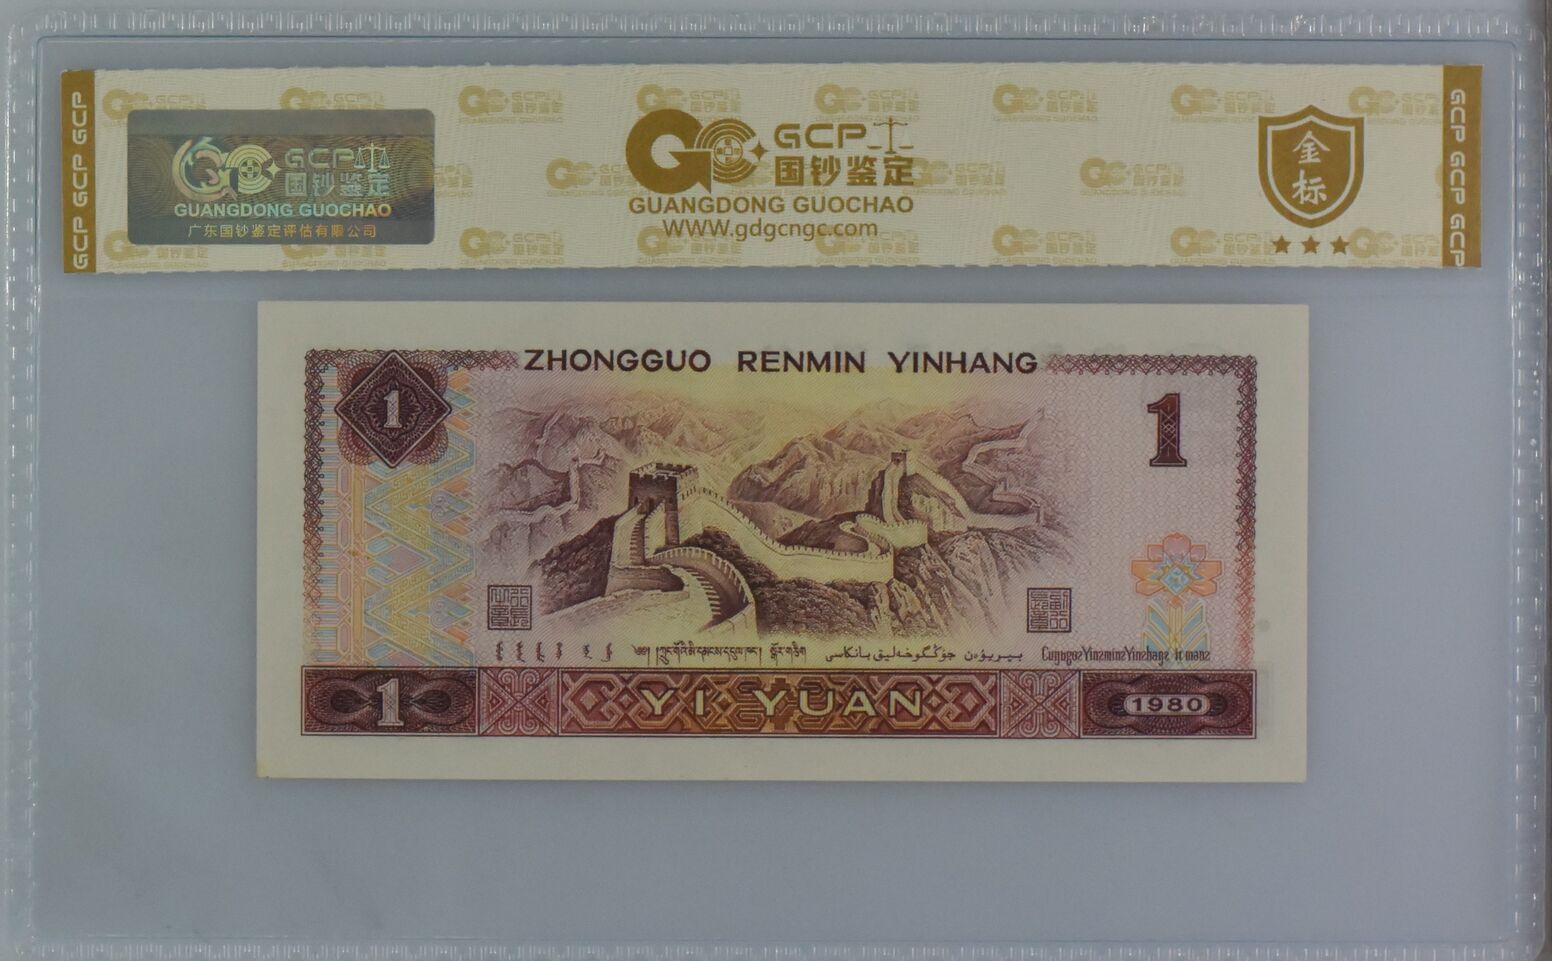 GCP GCP GCP
GCP
国钞鉴定
GUANGDONG GUOCHAO
广东国钞鉴定评估有限公司
GCP
国钞鉴定
GUANGDONG GUOCHAO
WWW.gdgcngc.com
金标
GCP GCP GCP
ZHONGGUO RENMIN YINHANG
1
1
YI YUAN
1
1980